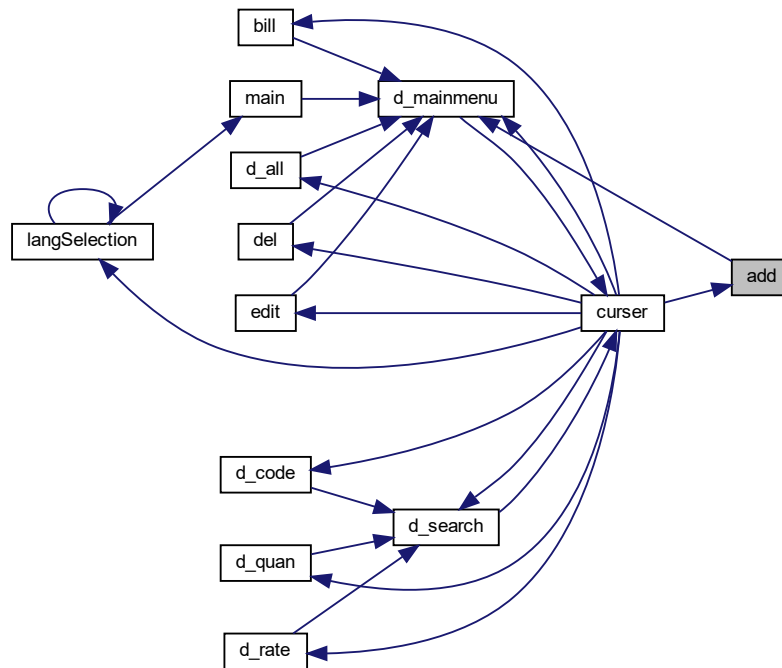 bill
main
d_mainmenu
d_all
del
langSelection
add
edit
curser
d_code
d_search
d_quan
d_rate